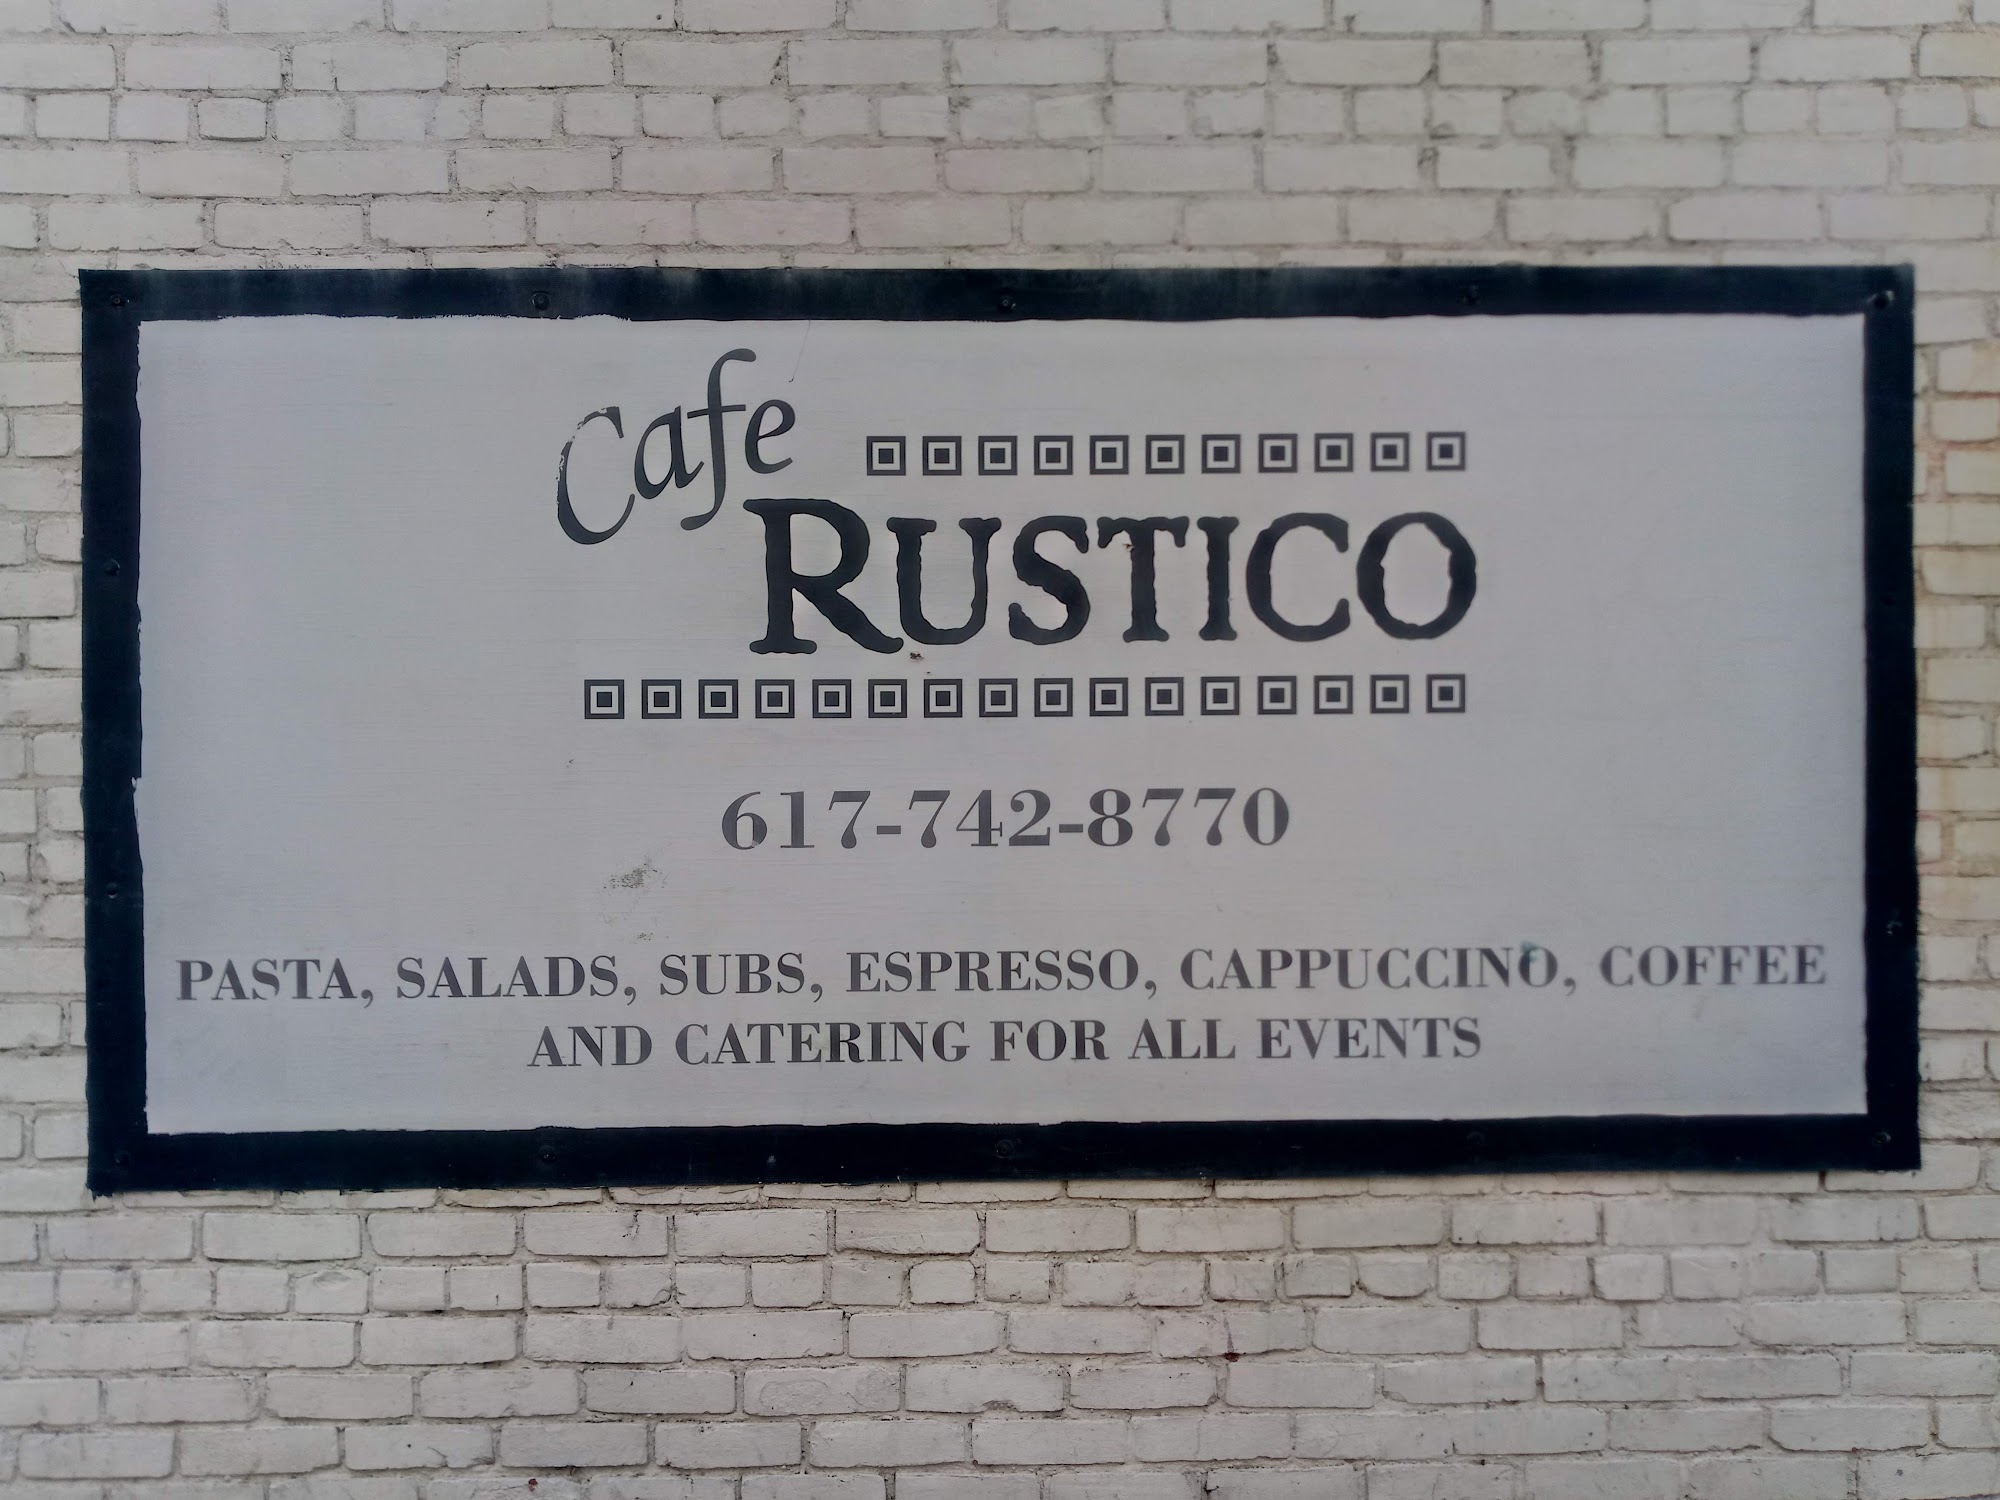 Cafe
RUSTICO
617-742-8770
PASTA, SALADS, SUBS, ESPRESSO, CAPPUCCINO, COFFEE
AND CATERING FOR ALL EVENTS